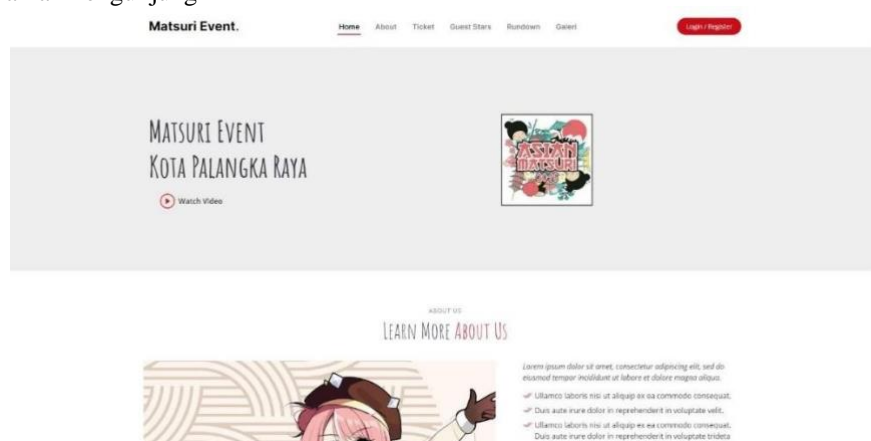 Matsuri Event.
Home About Ticket Guest Stars Rundown Galeri
Login / Register
MATSURI EVENT
KOTA PALANGKA RAYA
Watch Video
ASIAN
MATSURI
ABOUT US
LEARN MORE ABOUT US
Lorem ipsum dolor sit amet, consectetur adipiscing elit, sed do
eiusmod tempor incididunt ut labore et dolore magna aliqua.
Ullamco laboris nisi ut aliquip ex ea commodo consequat.
Duis aute irure dolor in reprehenderit in voluptate velit.
Ullamco laboris nisi ut aliquip ex ea commodo consequat.
Duis aute irure dolor in reprehenderit in voluptate trideta